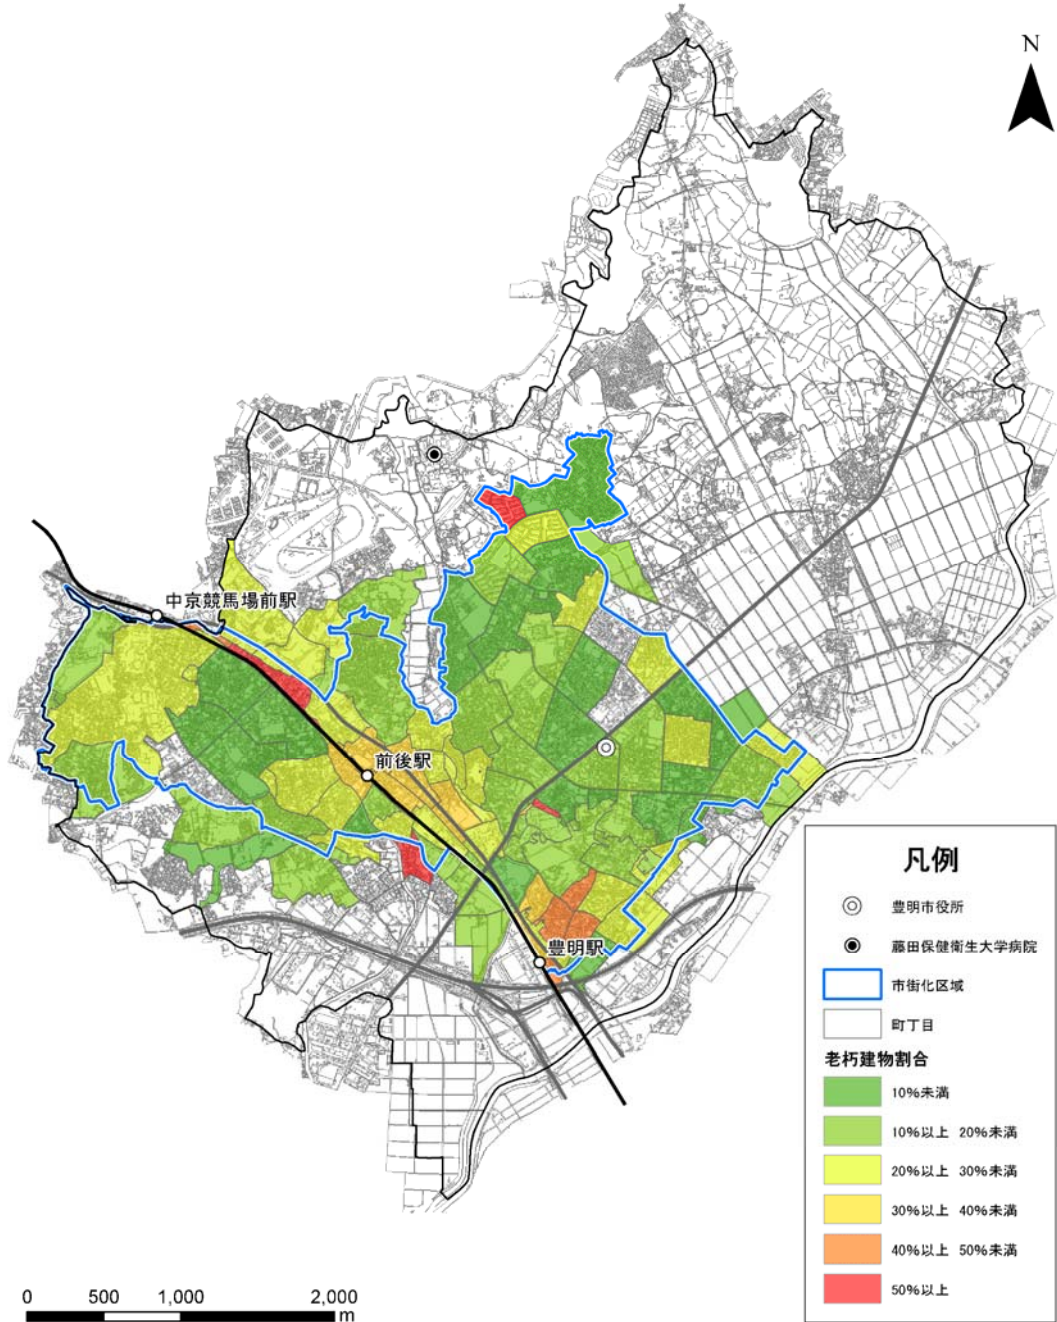 N
中京競馬場前駅
前後駅
豊明駅
凡例
豊明市役所
藤田保健衛生大学病院
市街化区域
町丁目
老朽建物割合
10%未満
10%以上 20%未満
20%以上 30%未満
30%以上 40%未満
40%以上 50%未満
50%以上
0 500 1,000 2,000
m